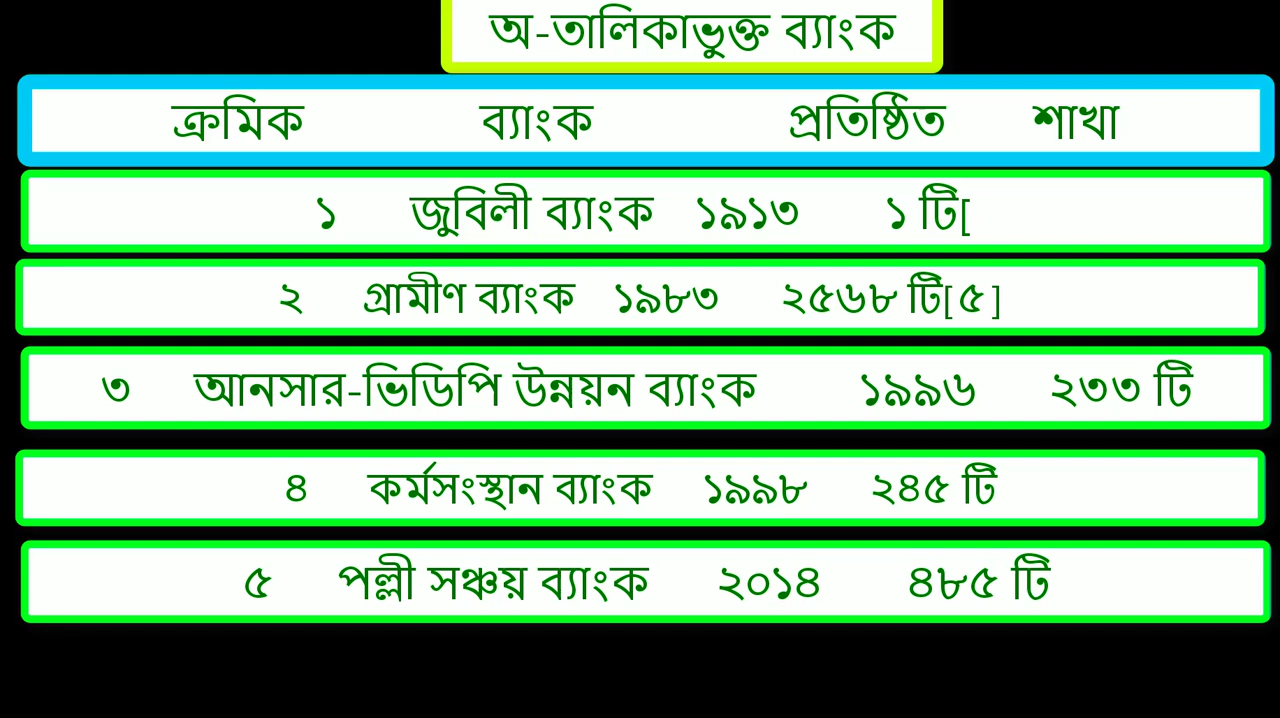 অ-তালিকাভুক্ত ব্যাংক
ক্রমিক ব্যাংক প্রতিষ্ঠিত শাখা
১ জুবিলী ব্যাংক ১৯১৩ ১ টি[
২ গ্রামীণ ব্যাংক ১৯৮৩ ২৫৬৮ টি[৫]
৩ আনসার-ভিডিপি উন্নয়ন ব্যাংক ১৯৯৬ ২৩৩ টি
৪ কর্মসংস্থান ব্যাংক ১৯৯৮ ২৪৫ টি
৫ পল্লী সঞ্চয় ব্যাংক ২০১৪ ৪৮৫ টি